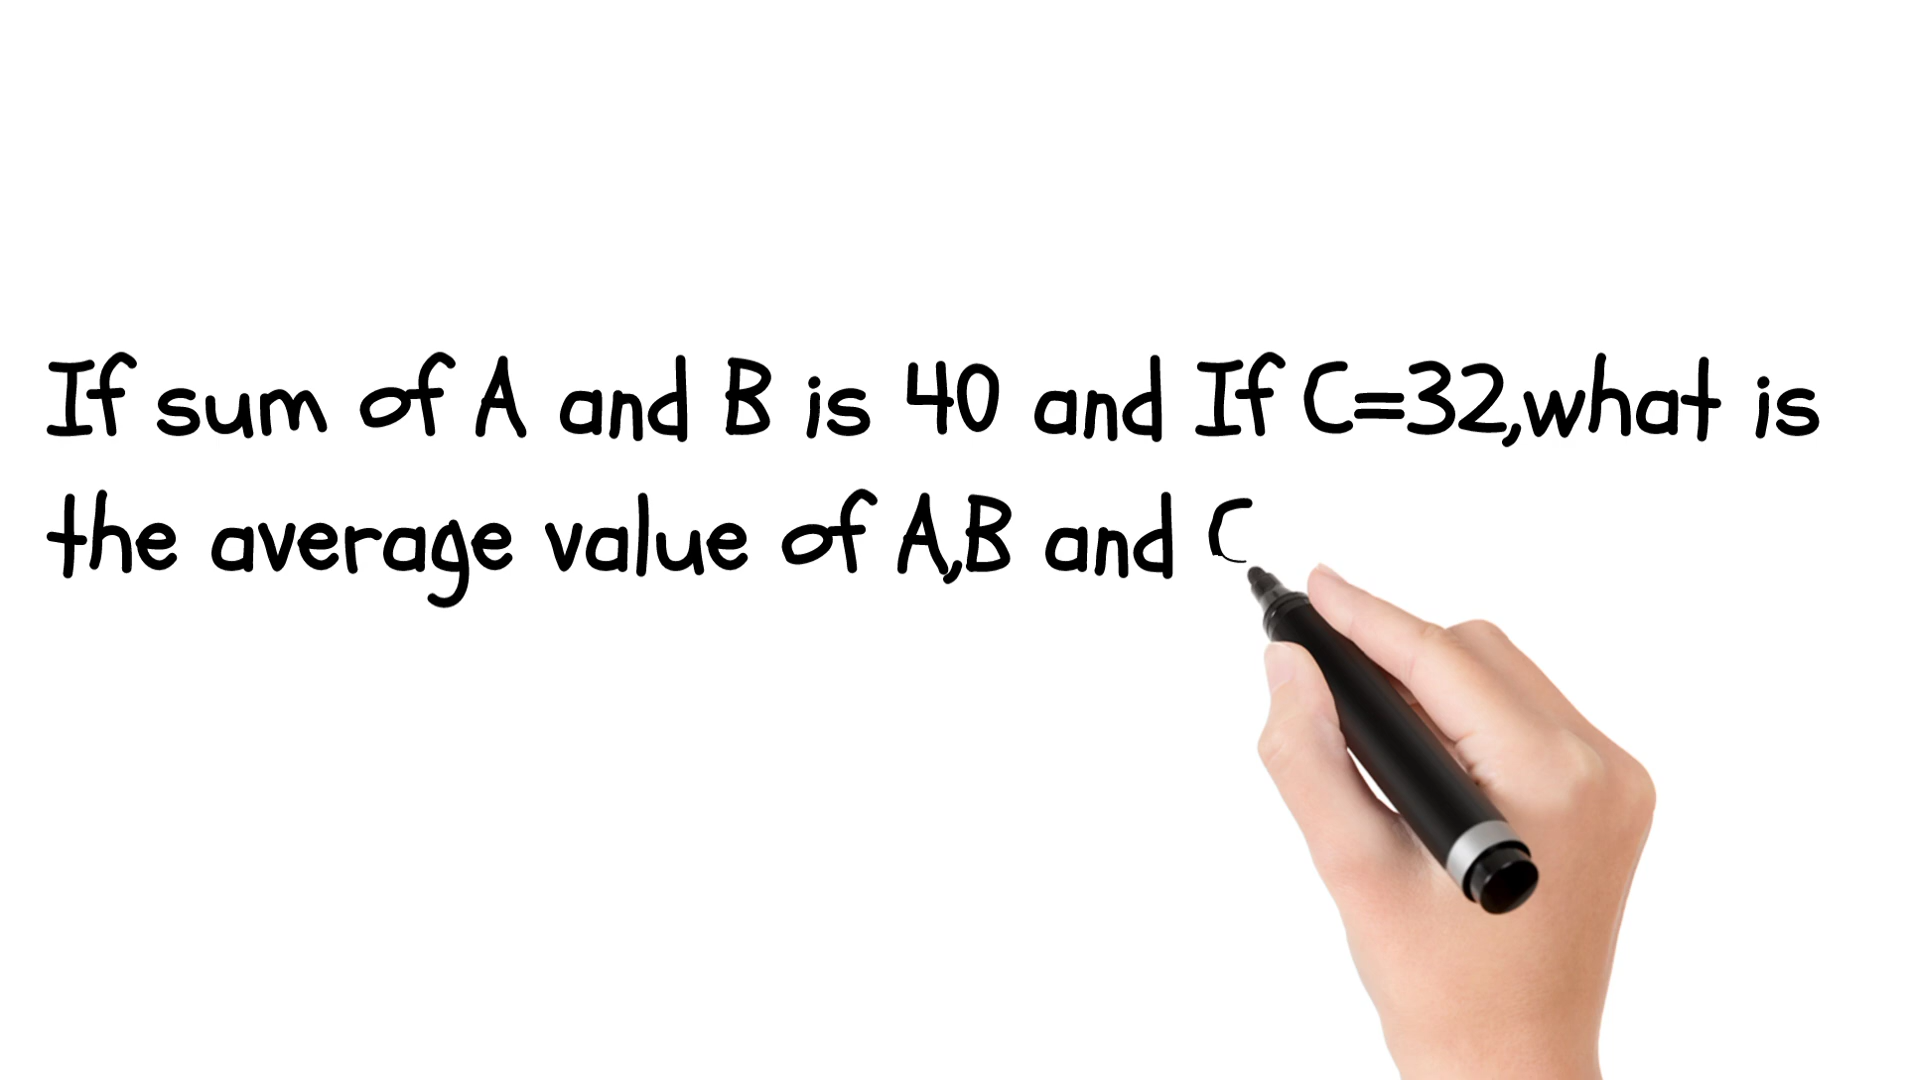 If sum of A and B is 40 and If C=32,what is
the average value of A,B and C